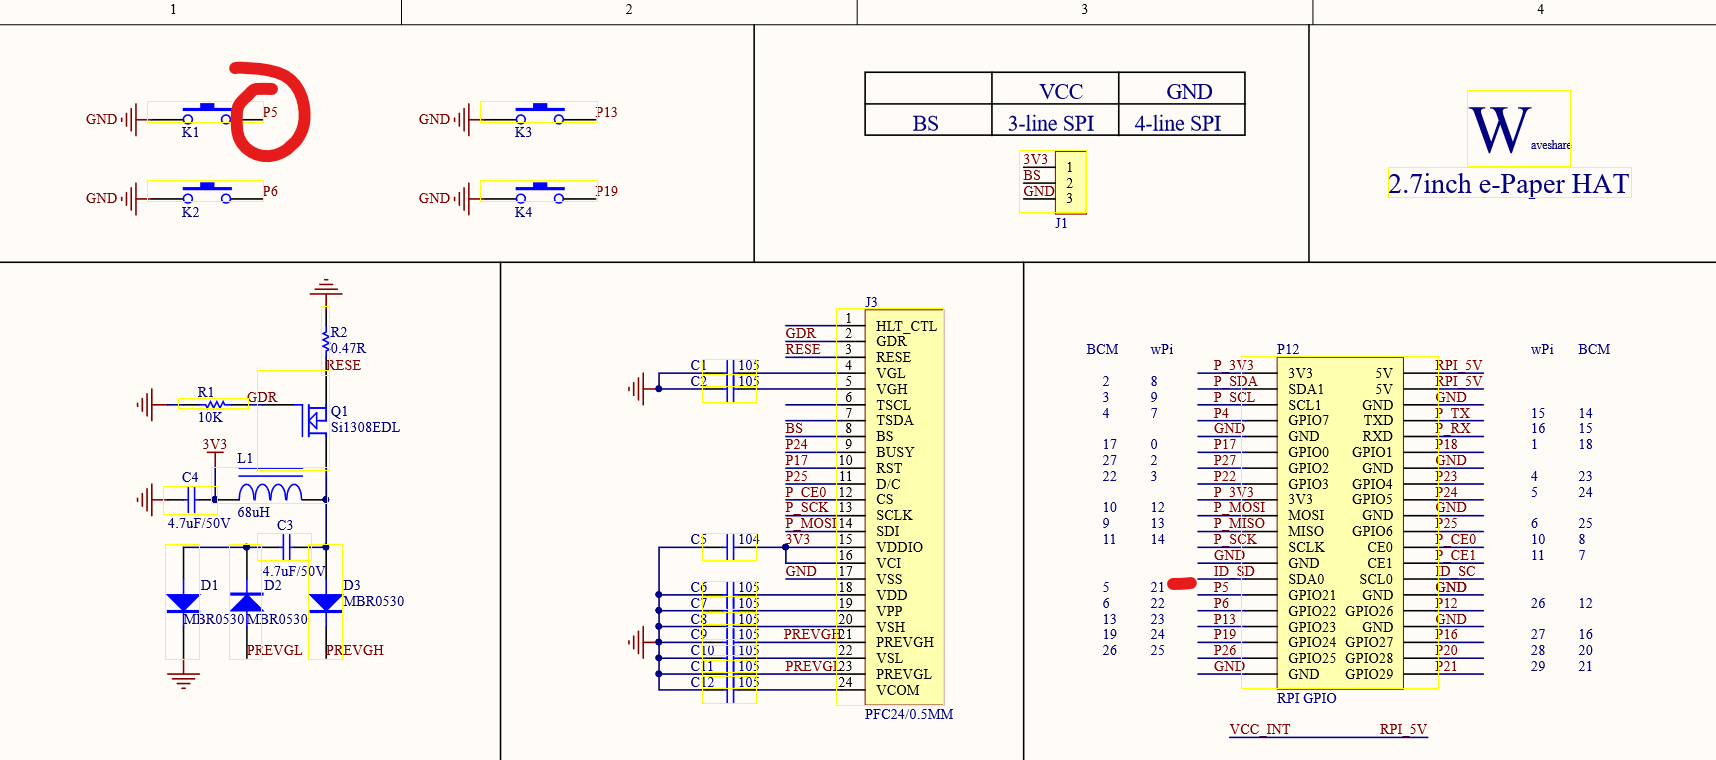 1 2 3 4
GND K1 P5
GND K3 P13
GND K2 P6
GND K4 P19
VCC GND
BS 3-line SPI 4-line SPI
3V3 1
BS 2
GND 3
J1
Waveshare
2.7inch e-Paper HAT
R2
0.47R
RESE
R1
10K
GDR
Q1
Si1308EDL
3V3
L1
68uH
C4
4.7uF/50V
C3
4.7uF/50V
D1
MBR0530
D2
MBR0530
D3
MBR0530
PREVGL
PREVGH
J3
1 HLT_CTL
GDR 2 GDR
RESE 3 RESE
C1 105 4 VGL
C2 105 5 VGH
6 TSCL
7 TSDA
BS 8 BS
P24 9 BUSY
P17 10 RST
P25 11 D/C
P_CE0 12 CS
P_SCK 13 SCLK
P_MOSI 14 SDI
C5 104 3V3 15 VDDIO
16 VCI
GND 17 VSS
C6 105 18 VDD
C7 105 19 VPP
C8 105 20 VSH
C9 105 PREVGH 21 PREVGH
C10 105 22 VSL
C11 105 PREVGL 23 PREVGL
C12 105 24 VCOM
PFC24/0.5MM
BCM wPi P12 wPi BCM
P_3V3 3V3 5V RPI_5V
2 8 P_SDA SDA1 5V RPI_5V
3 9 P_SCL SCL1 GND GND
4 7 P4 GPIO7 TXD P_TX 15 14
GND GND RXD P_RX 16 15
17 0 P17 GPIO0 GPIO1 P18 1 18
27 2 P27 GPIO2 GND GND
22 3 P22 GPIO3 GPIO4 P23 4 23
P_3V3 3V3 GPIO5 P24 5 24
10 12 P_MOSI MOSI GND GND
9 13 P_MISO MISO GPIO6 P25 6 25
11 14 P_SCK SCLK CE0 P_CE0 10 8
GND GND CE1 P_CE1 11 7
ID_SD SDA0 SCL0 ID_SC
5 21 P5 GPIO21 GND GND
6 22 P6 GPIO22 GPIO26 P12 26 12
13 23 P13 GPIO23 GND GND
19 24 P19 GPIO24 GPIO27 P16 27 16
26 25 P26 GPIO25 GPIO28 P20 28 20
GND GND GPIO29 P21 29 21
RPI GPIO
VCC_INT RPI_5V